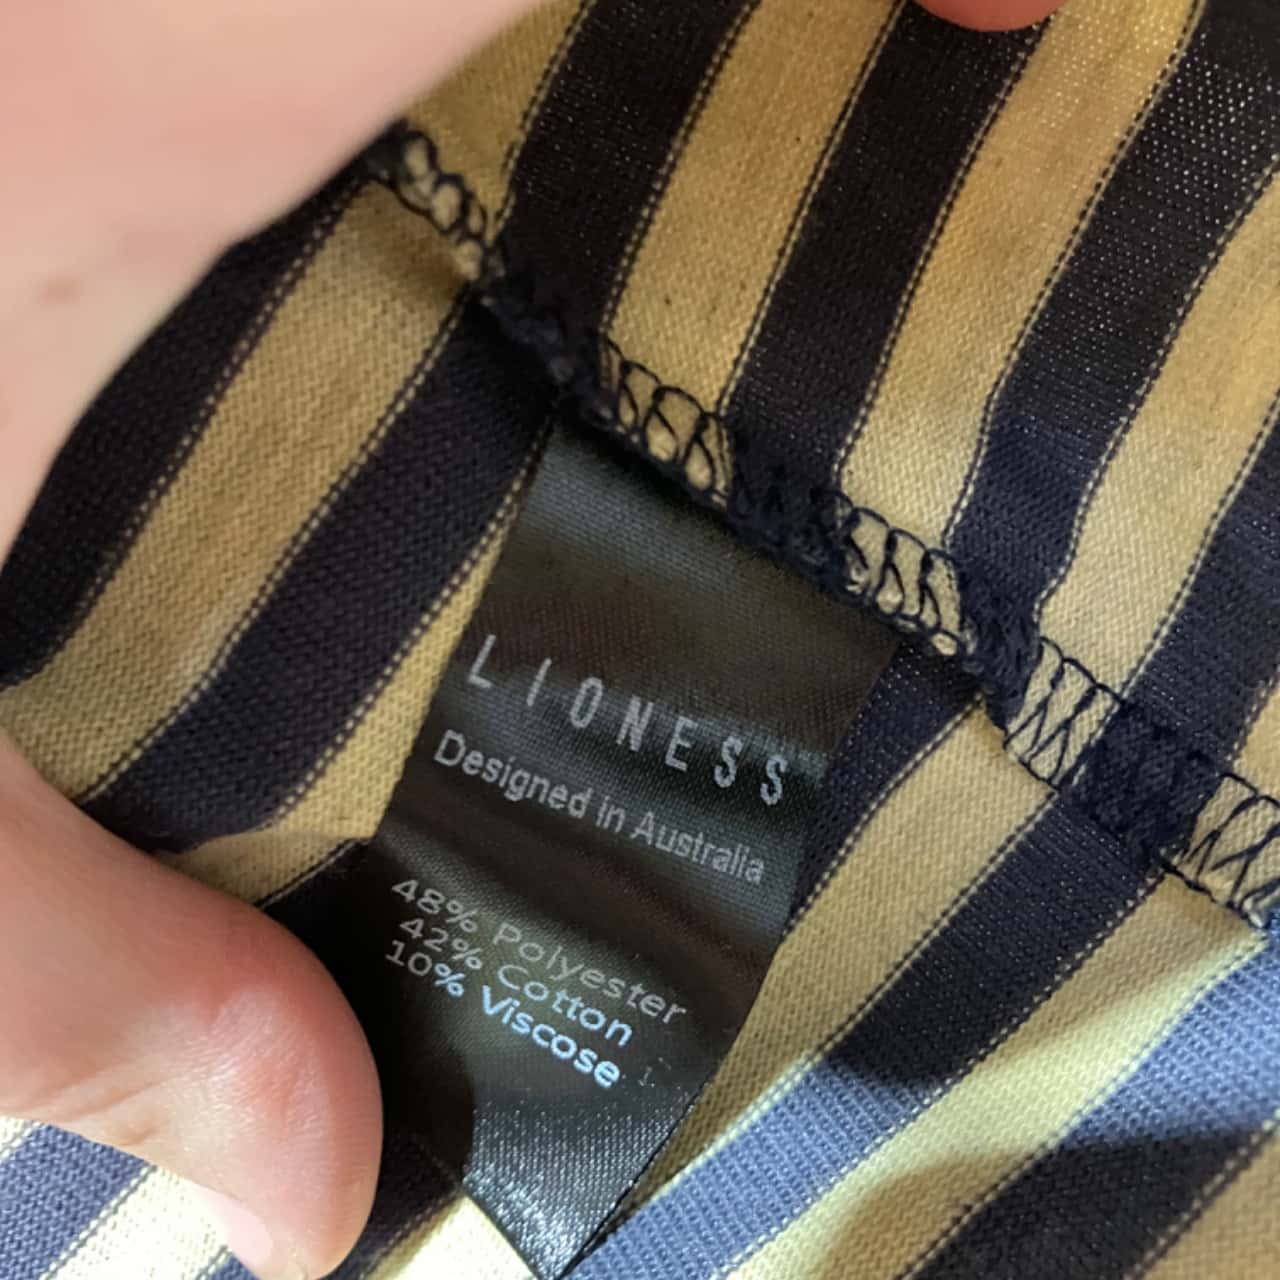 LIONESS
Designed in Australia
48% Polyester
42% Cotton
10% Viscose